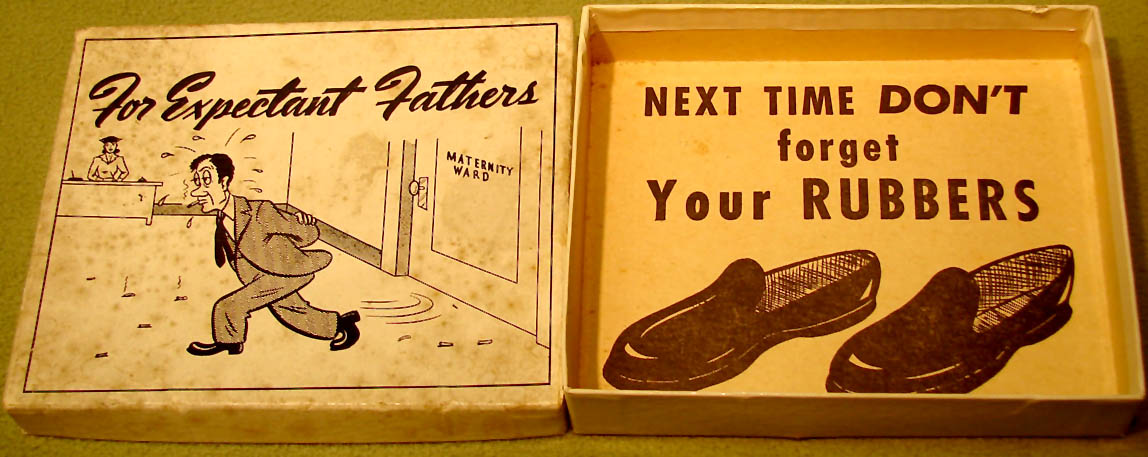 For Expectant Fathers
MATERNITY
WARD
NEXT TIME DON'T
forget
Your RUBBERS